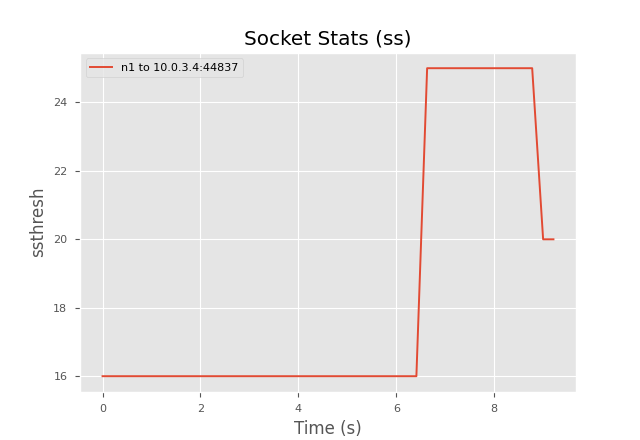 Socket Stats (ss)
n1 to 10.0.3.4:44837
ssthresh
24
22
20
18
16
0 2 4 6 8
Time (s)